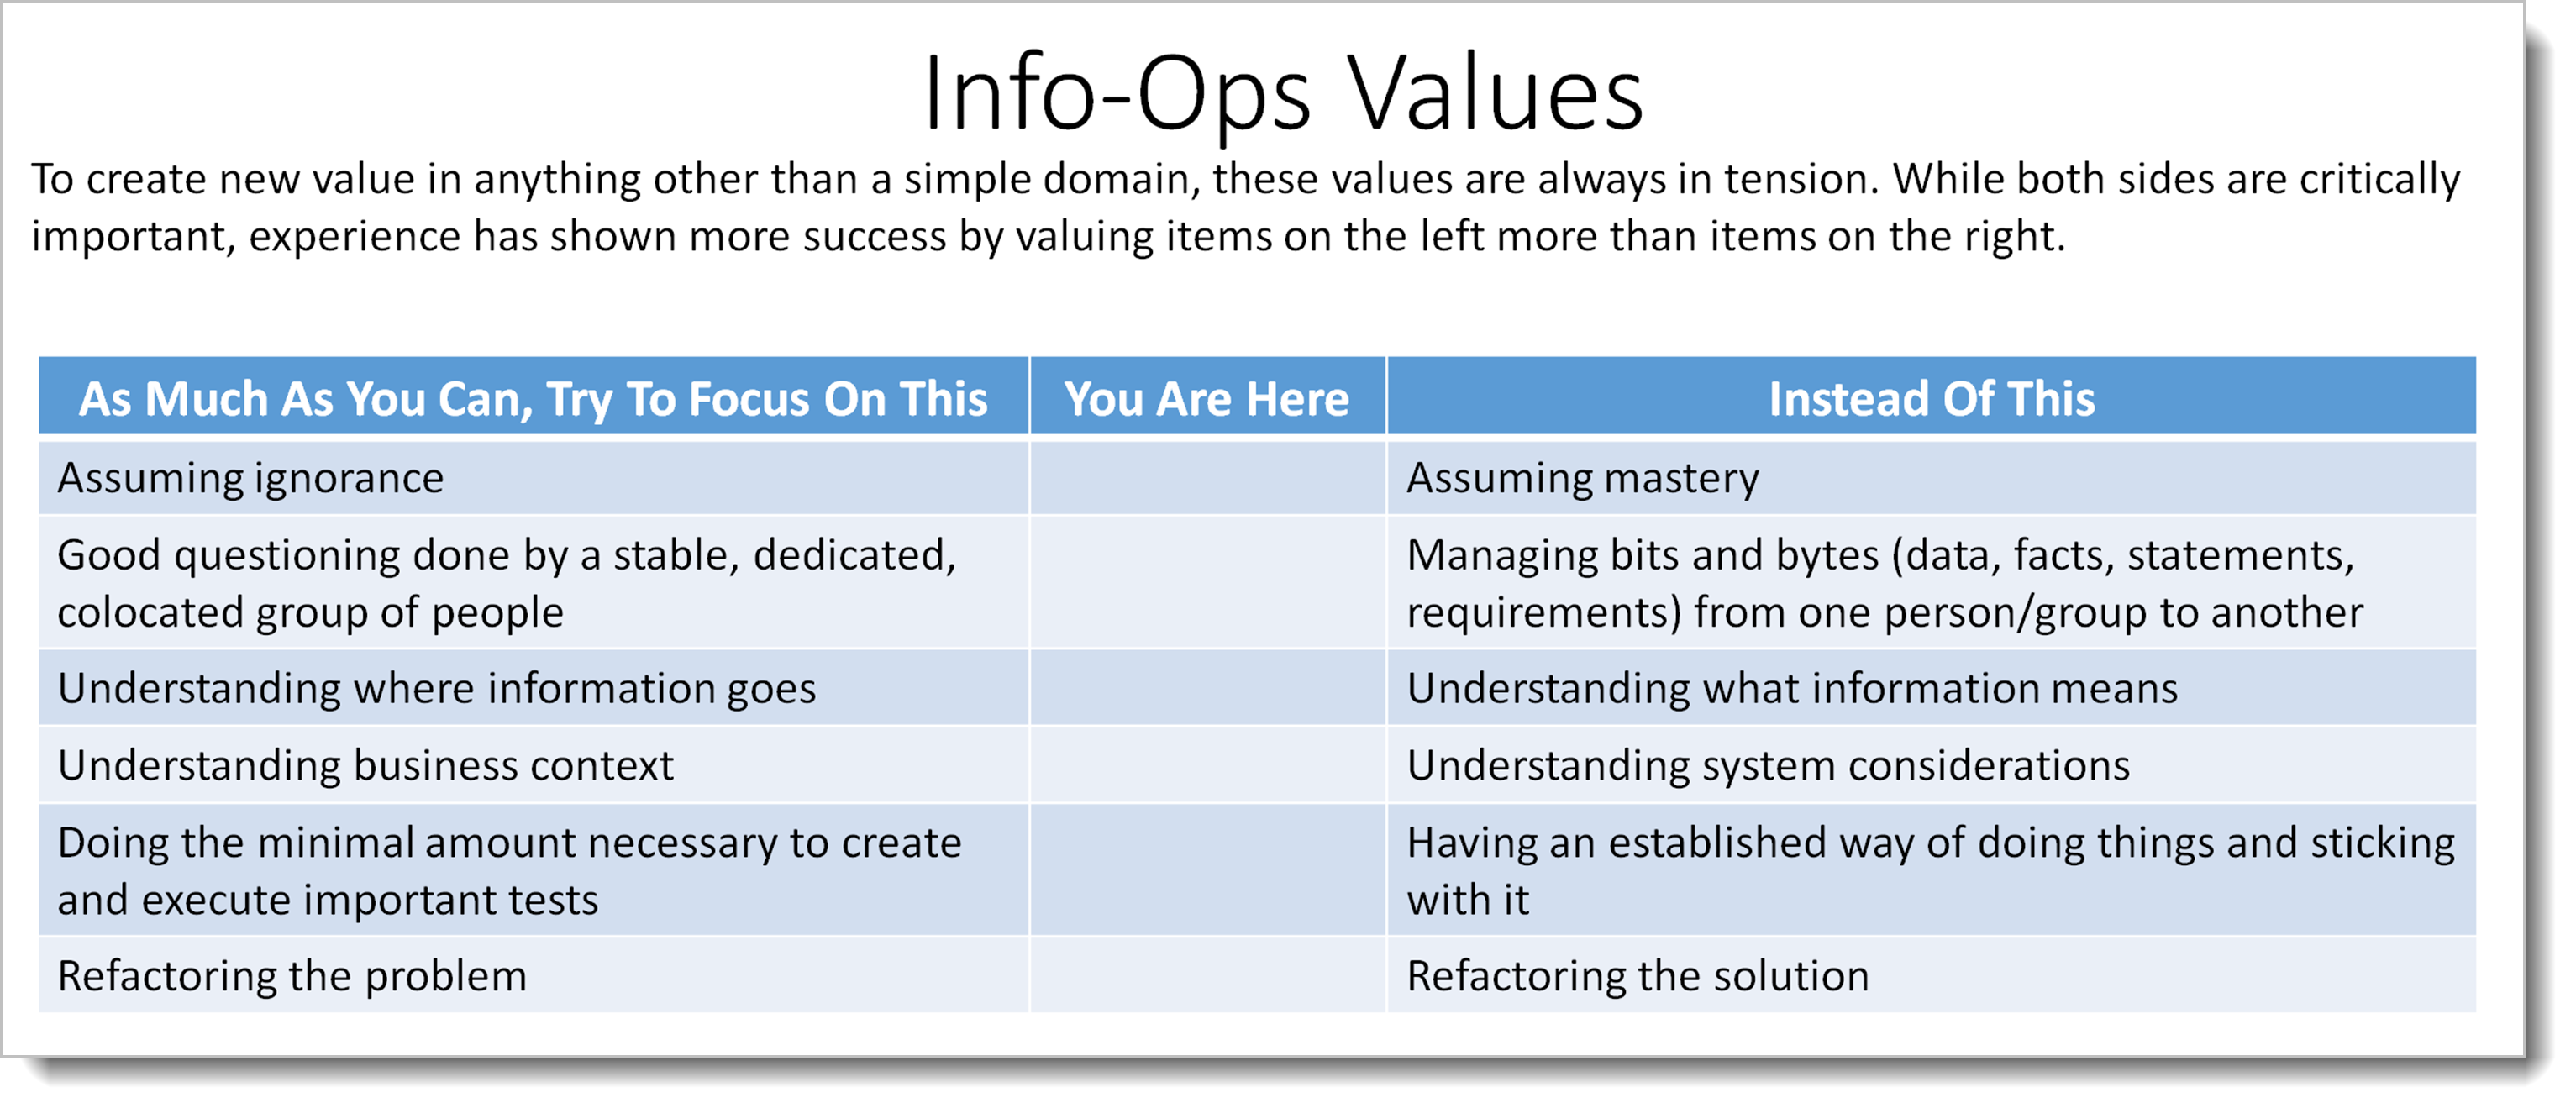 Info-Ops Values
To create new value in anything other than a simple domain, these values are always in tension. While both sides are critically
important, experience has shown more success by valuing items on the left more than items on the right.
As Much As You Can, Try To Focus On This
You Are Here
Instead Of This
Assuming ignorance
Assuming mastery
Good questioning done by a stable, dedicated,
colocated group of people
Managing bits and bytes (data, facts, statements,
requirements) from one person/group to another
Understanding where information goes
Understanding what information means
Understanding business context
Understanding system considerations
Doing the minimal amount necessary to create
and execute important tests
Having an established way of doing things and sticking
with it
Refactoring the problem
Refactoring the solution